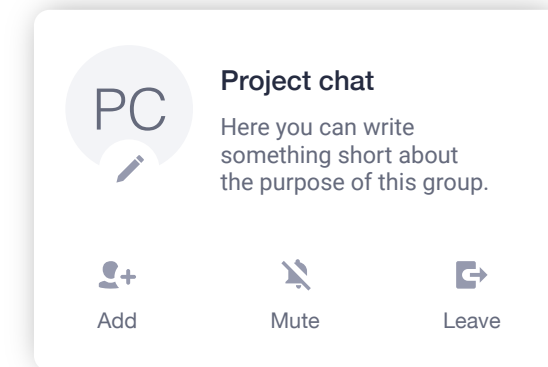 PC
Project chat
Here you can write
something short about
the purpose of this group.
Add
Mute
Leave